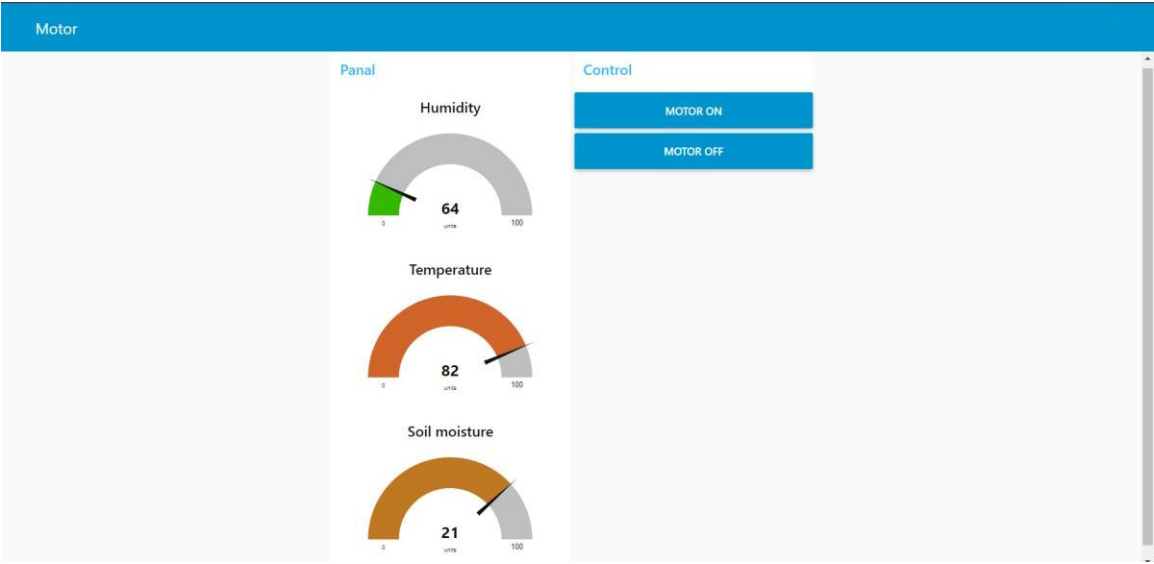 Motor
Panal
Humidity
64
units
0
100
Temperature
82
units
0
100
Soil moisture
21
units
0
100
Control
MOTOR ON
MOTOR OFF